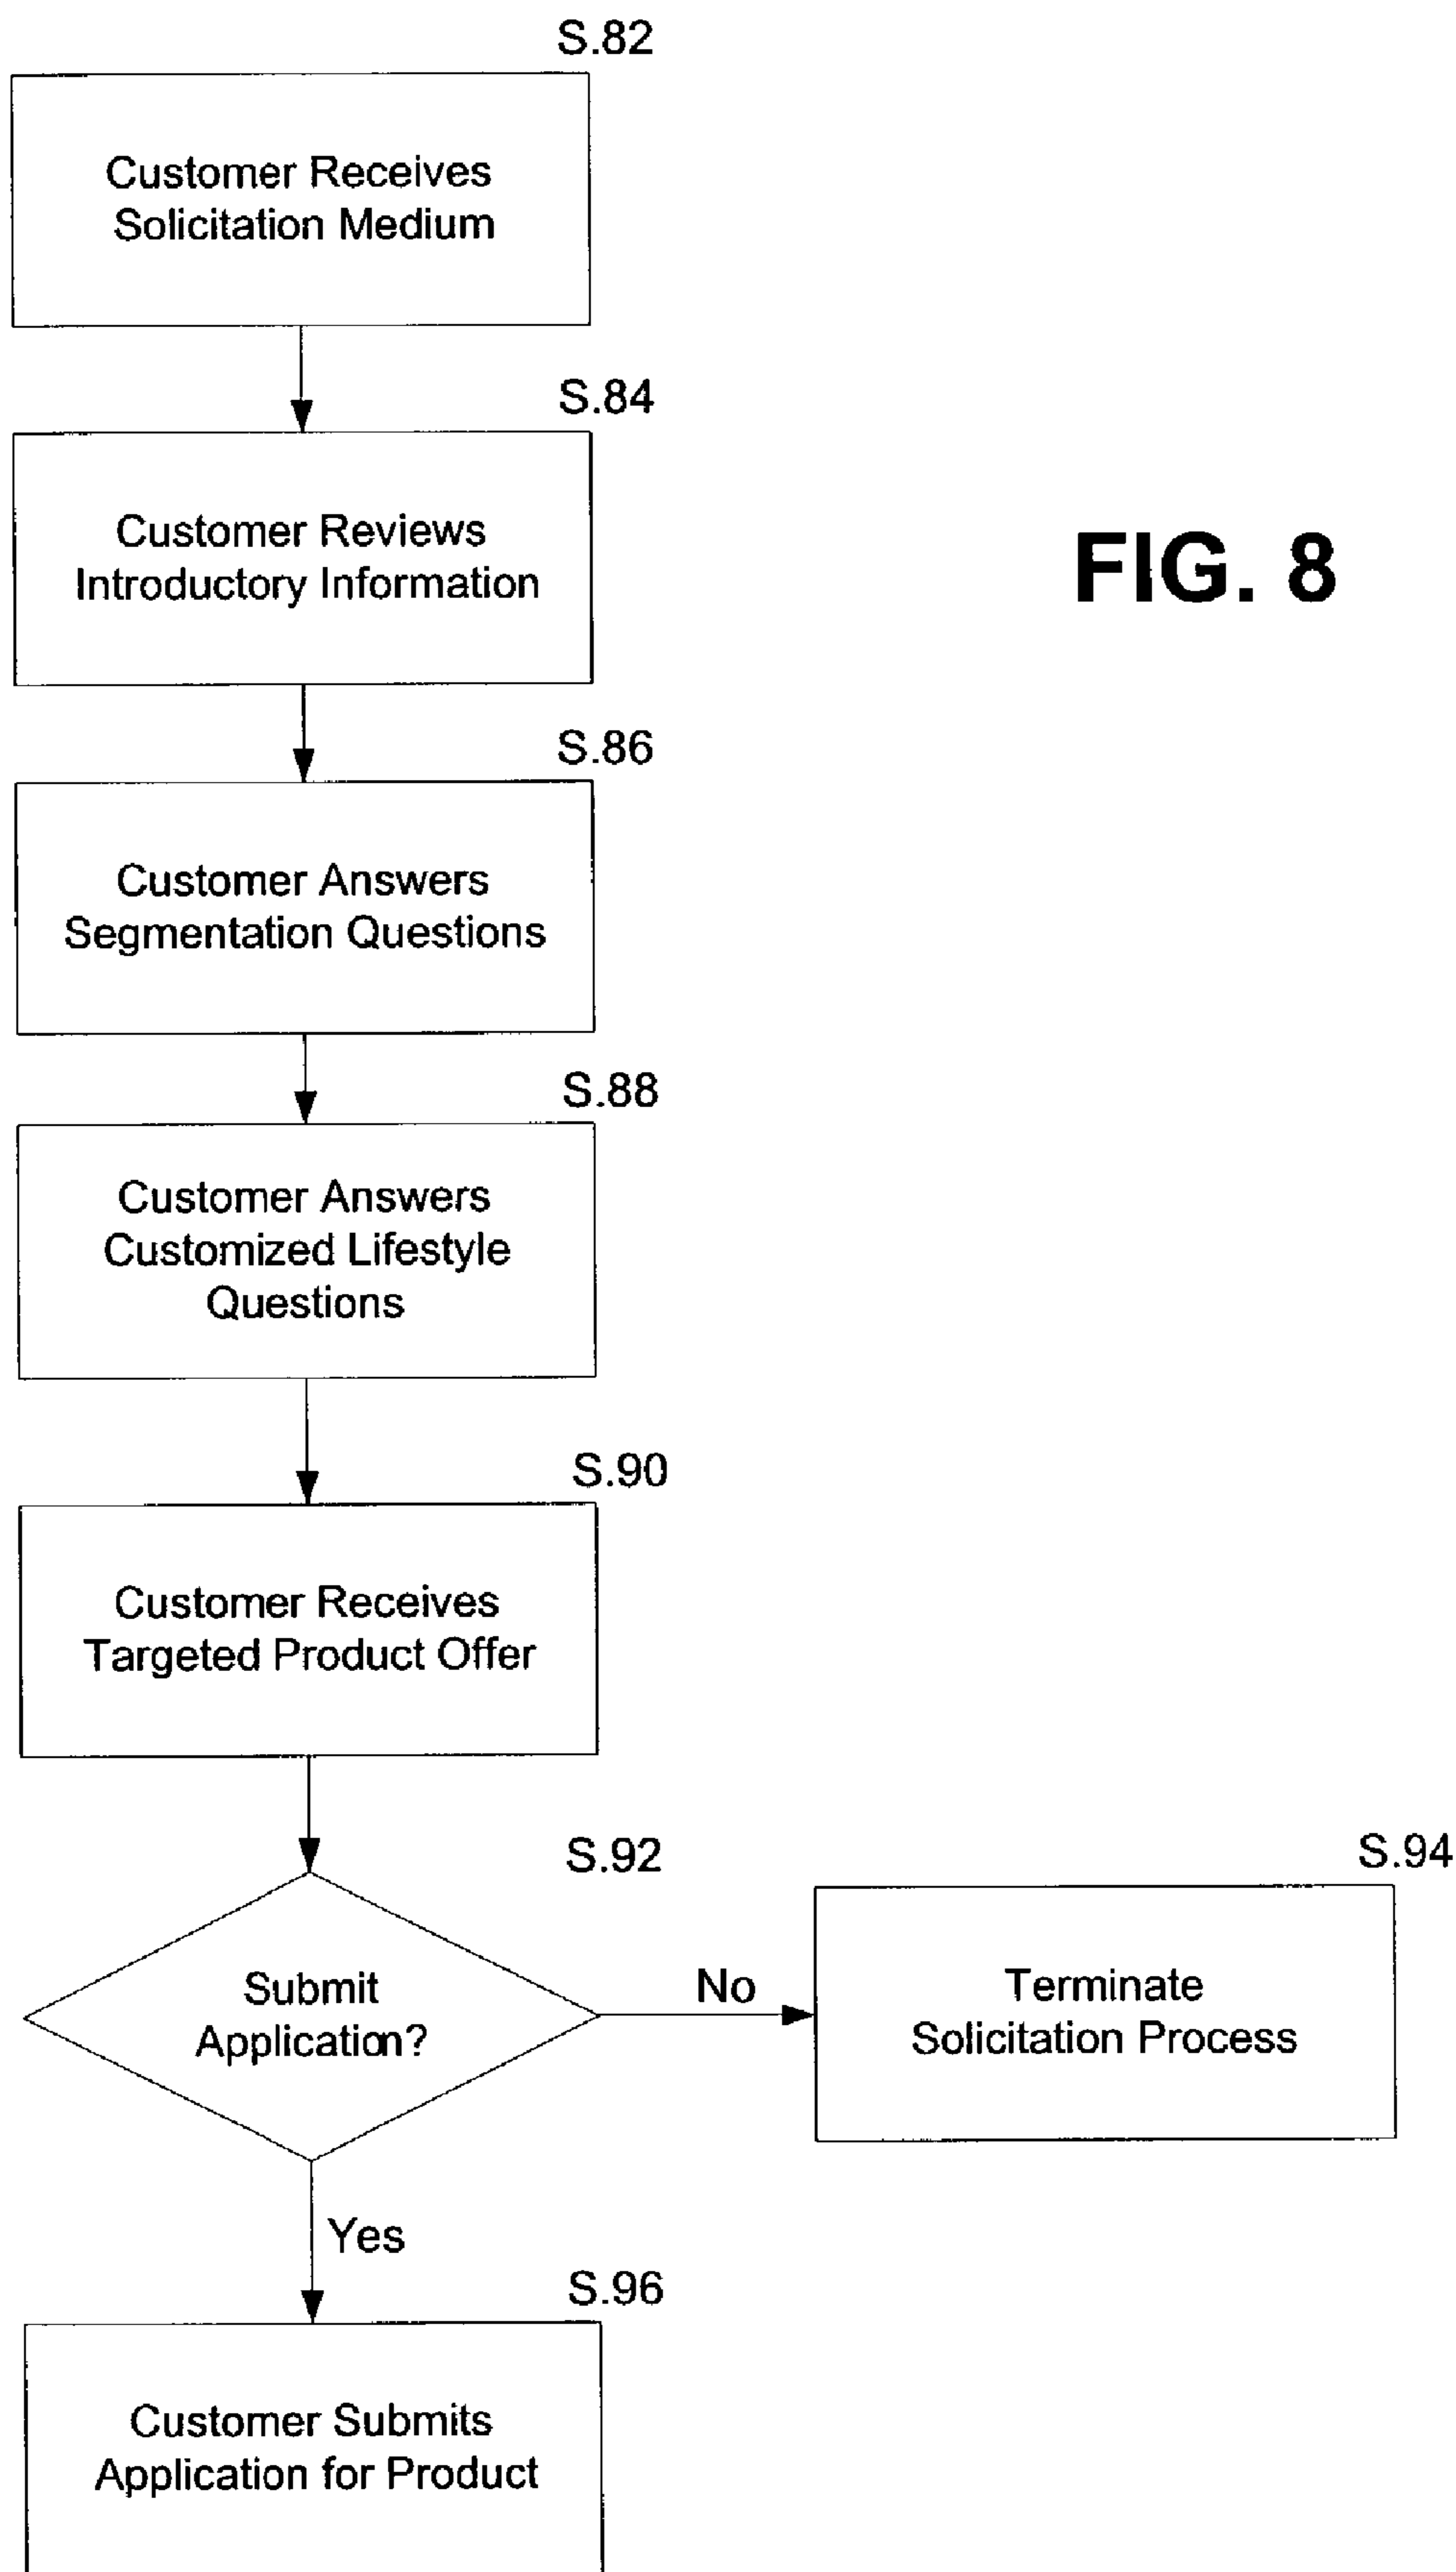 S.82
Customer Receives
Solicitation Medium
S.84
Customer Reviews
Introductory Information
FIG. 8
S.86
Customer Answers
Segmentation Questions
S.88
Customer Answers
Customized Lifestyle
Questions
S.90
Customer Receives
Targeted Product Offer
S.92
Submit
Application?
No
S.94
Terminate
Solicitation Process
Yes
S.96
Customer Submits
Application for Product